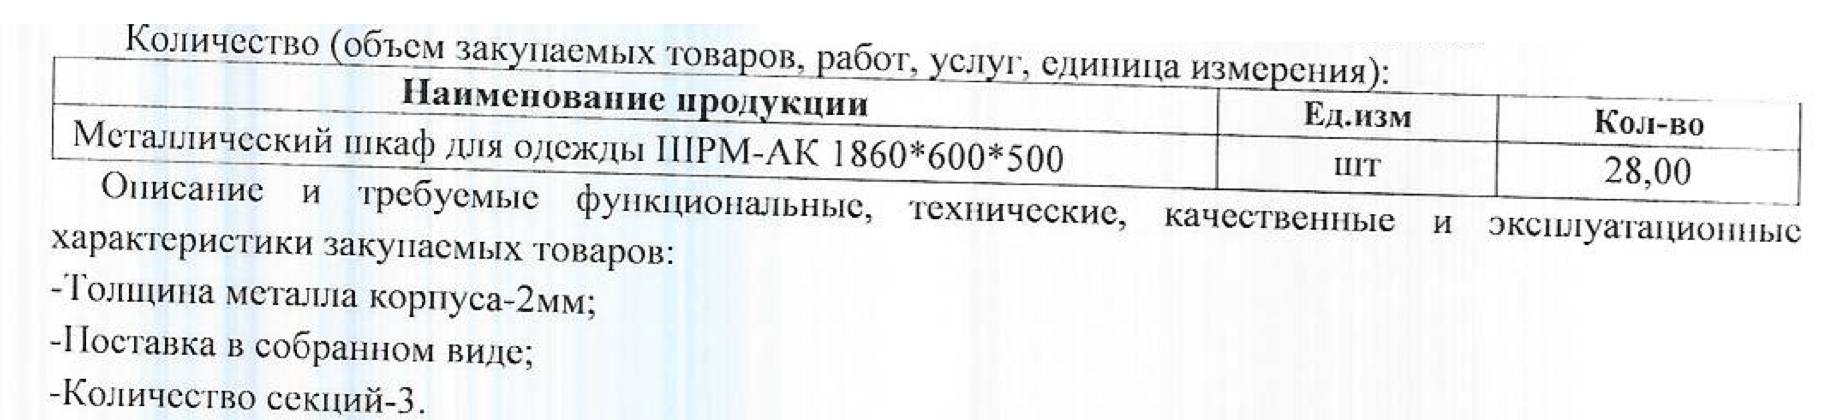 Количество (объем закупаемых товаров, работ, услуг, единица измерения):
Наименование продукции Ед.изм Кол-во
Металлический шкаф для одежды ШРМ-АК 1860*600*500 шт 28,00
Описание и требуемые функциональные, технические, качественные и эксплуатационные
характеристики закупаемых товаров:
-Толщина металла корпуса-2мм;
-Поставка в собранном виде;
-Количество секций-3.